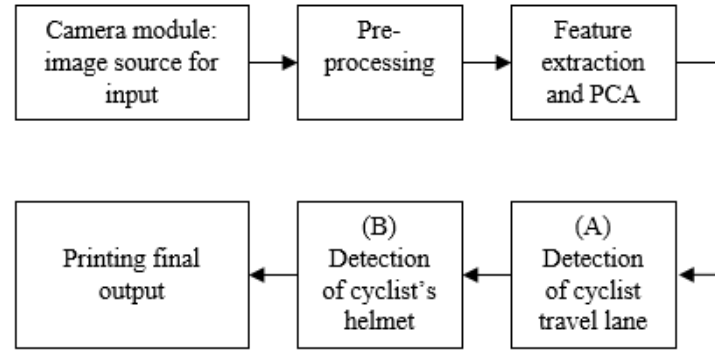 Camera module:
image source for
input
Pre-
processing
Feature
extraction
and PCA
(A)
Detection
of cyclist
travel lane
(B)
Detection
of cyclist’s
helmet
Printing final
output